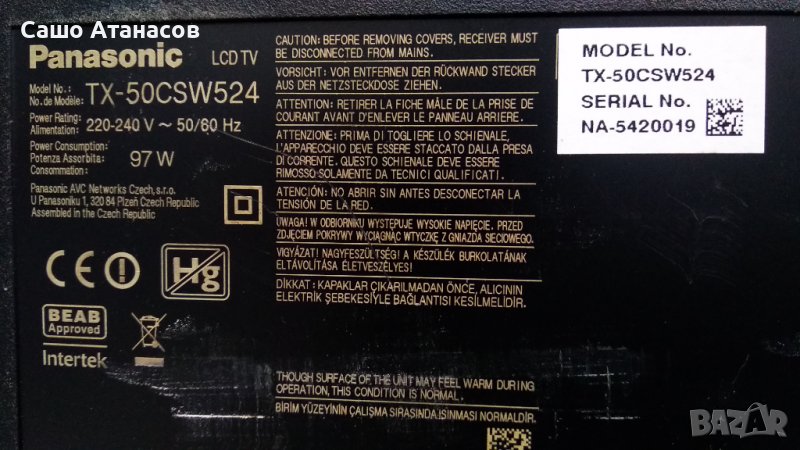 Сашо Атанасов
Panasonic LCD TV
Model No.:
No. de Modèle: TX-50CSW524
Power Rating:
Alimentation: 220-240 V ~ 50/60 Hz
Power Consumption:
Potenza Assorbita: 97 W
Consommation:
Panasonic AVC Networks Czech, s.r.o.
U Panasoniku 1, 320 84 Plzeň Czech Republic
Assembled in the Czech Republic
CE
Hg
BEAB
Approved
Intertek
CAUTION: BEFORE REMOVING COVERS, RECEIVER MUST
BE DISCONNECTED FROM MAINS.
VORSICHT: VOR ENTFERNEN DER RÜCKWAND STECKER
AUS DER NETZSTECKDOSE ZIEHEN.
ATTENTION: RETIRER LA FICHE MÂLE DE LA PRISE DE
COURANT AVANT D'ENLEVER LE PANNEAU ARRIERE.
ATTENZIONE: PRIMA DI TOGLIERE LO SCHIENALE,
L'APPARECCHIO DEVE ESSERE STACCATO DALLA PRESA
DI CORRENTE. QUESTO SCHIENALE DEVE ESSERE
RIMOSSO SOLAMENTE DA TECNICI QUALIFICATI.
ATENCIÓN: NO ABRIR SIN ANTES DESCONECTAR LA
TENSIÓN DE LA RED.
UWAGA! W ODBIORNIKU WYSTĘPUJE WYSOKIE NAPIĘCIE. PRZED
ZDJĘCIEM POKRYWY WYCIĄGNĄĆ WTYCZKĘ Z GNIAZDA SIECIOWEGO.
VIGYÁZAT! NAGYFESZÜLTSÉG! A KÉSZÜLÉK BURKOLATÁNAK
ELTÁVOLÍTÁSA ÉLETVESZÉLYES!
DİKKAT: KAPAKLAR ÇIKARILMADAN ÖNCE, ALICININ
ELEKTRİK ŞEBEKESİYLE BAĞLANTISI KESİLMELİDİR.
THOUGH SURFACE OF THE UNIT MAY FEEL WARM DURING
OPERATION, THIS CONDITION IS NORMAL.
BİRİM YÜZEYİNİN ÇALIŞMA SIRASINDA ISINMASI NORMALDIR.
MODEL No.
TX-50CSW524
SERIAL No.
NA-5420019
BAZAR